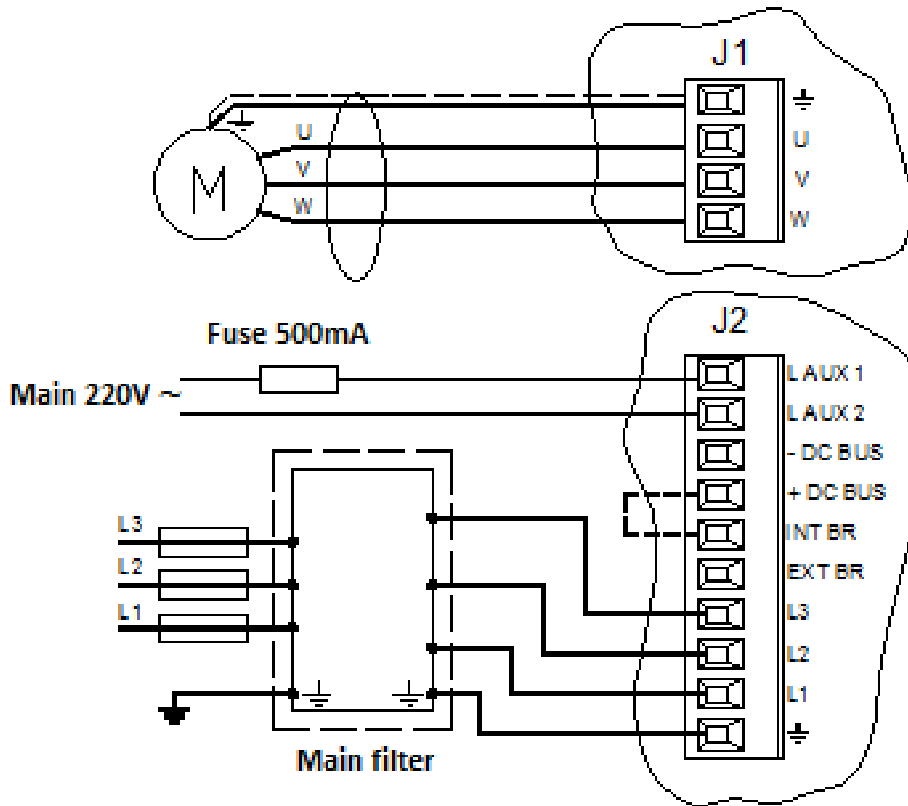 J1
U
U
V
V
M
W
W
J2
Fuse 500mA
L AUX 1
Main 220V ~
L AUX 2
- DC BUS
+ DC BUS
L3
INT BR
L2
EXT BR
L1
L3
L2
L1
Main filter